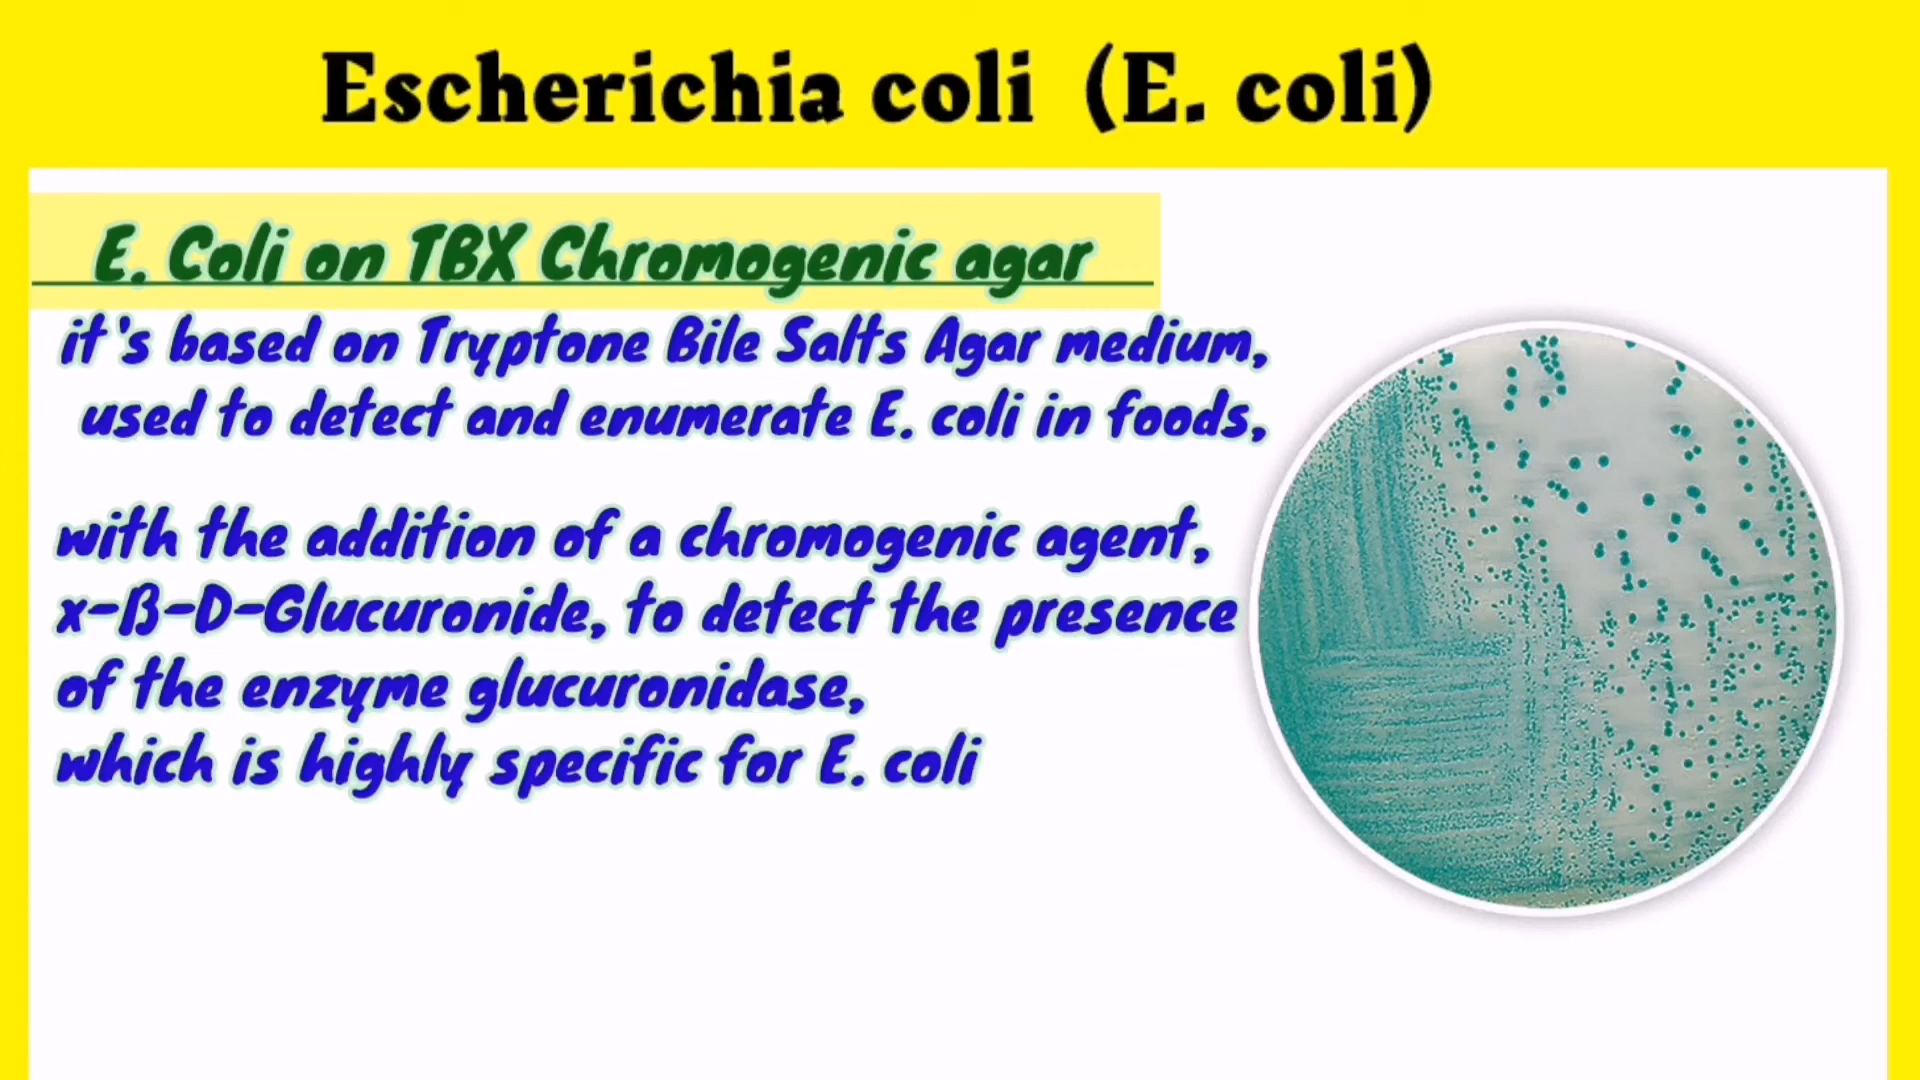 Escherichia coli (E. coli)
E. Coli on TBX Chromogenic agar
it's based on Tryptone Bile Salts Agar medium,
used to detect and enumerate E. coli in foods,
with the addition of a chromogenic agent,
x-ß-D-Glucuronide, to detect the presence
of the enzyme glucuronidase,
which is highly specific for E. coli